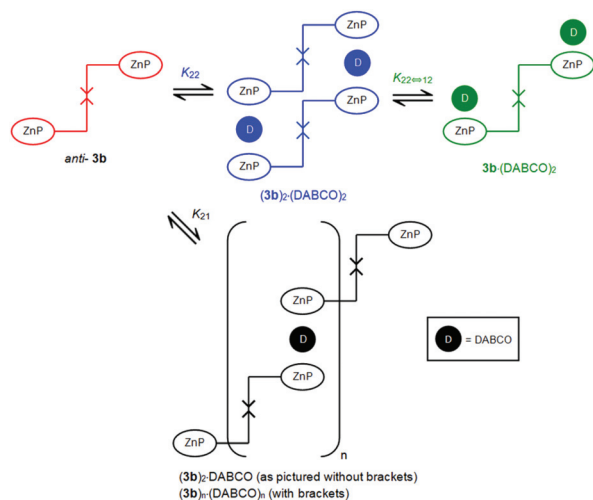 ZnP
ZnP
anti- 3b
K22
ZnP
D
ZnP
ZnP
D
ZnP
(3b)2·(DABCO)2
K22⇔12
D
ZnP
D
ZnP
3b·(DABCO)2
K21
ZnP
ZnP
D
ZnP
ZnP
n
D = DABCO
(3b)2·DABCO (as pictured without brackets)
(3b)n·(DABCO)n (with brackets)